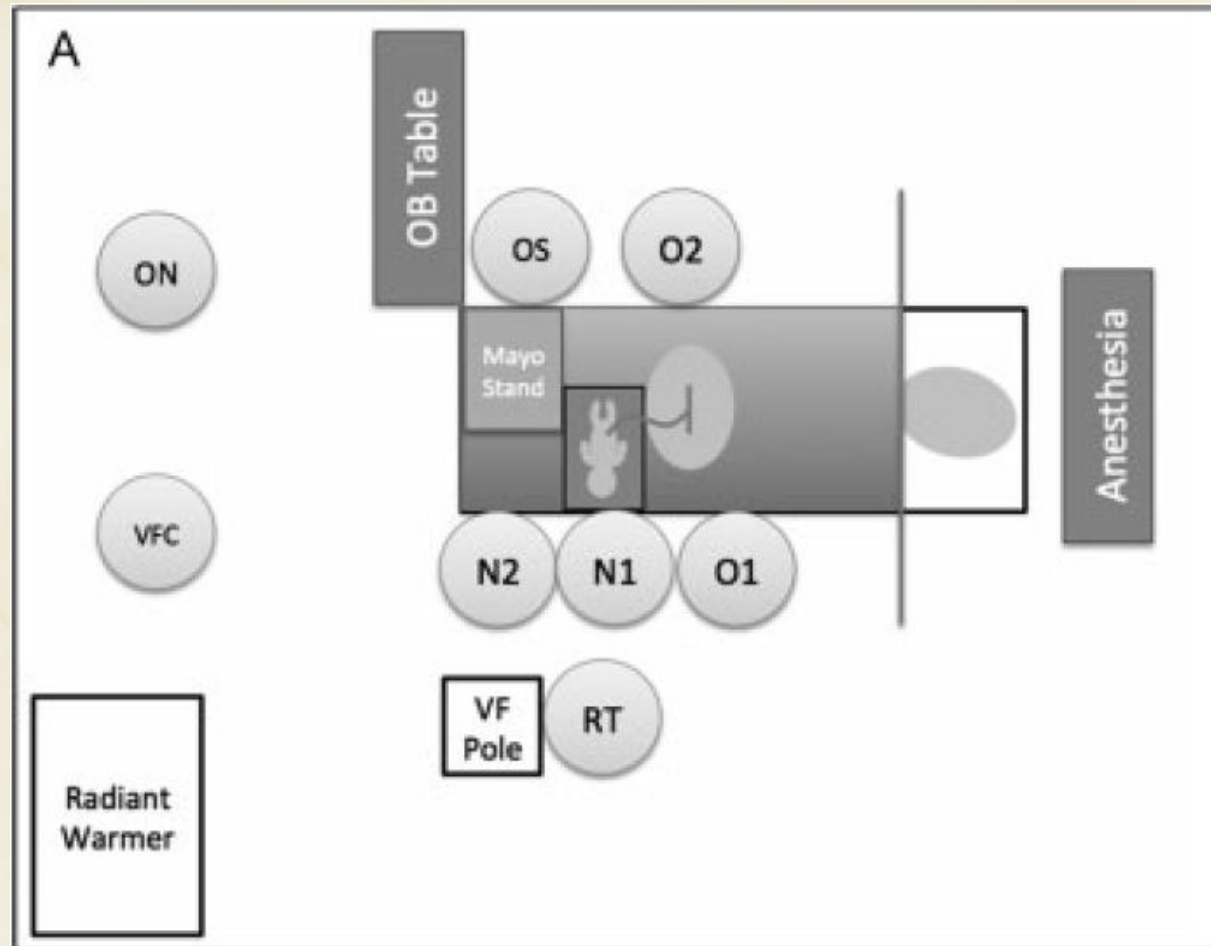 A
OB Table
OS
O2
ON
Mayo
Stand
Anesthesia
VFC
N2
N1
O1
VF
Pole
RT
Radiant
Warmer